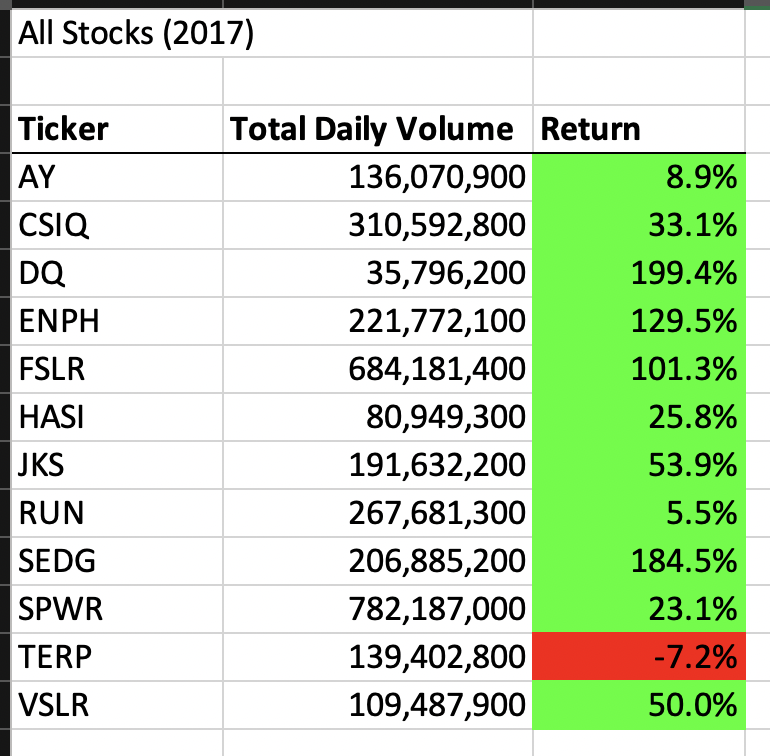 All Stocks (2017)
Ticker Total Daily Volume Return
AY 136,070,900 8.9%
CSIQ 310,592,800 33.1%
DQ 35,796,200 199.4%
ENPH 221,772,100 129.5%
FSLR 684,181,400 101.3%
HASI 80,949,300 25.8%
JKS 191,632,200 53.9%
RUN 267,681,300 5.5%
SEDG 206,885,200 184.5%
SPWR 782,187,000 23.1%
TERP 139,402,800 -7.2%
VSLR 109,487,900 50.0%